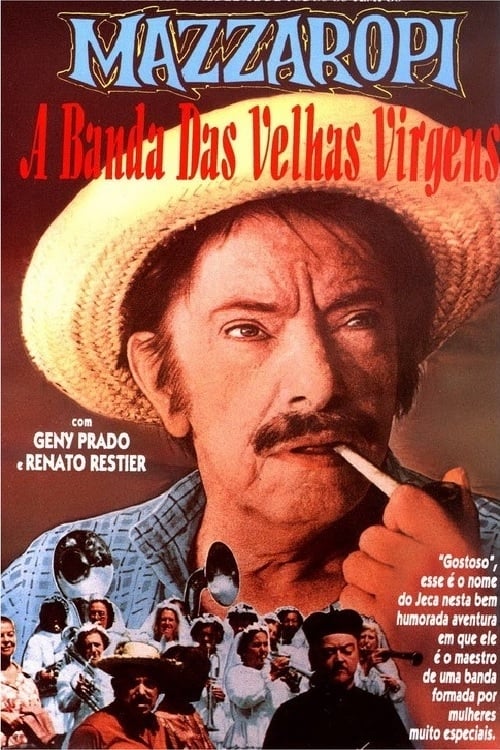 MAZZAROPI
A Banda Das Velhas Virgens
com
GENY PRADO
e RENATO RESTIER
"Gostoso",
esse é o nome
do Jeca nesta bem
humorada aventura
em que ele
é o maestro
de uma banda
formada por
mulheres
muito especiais.